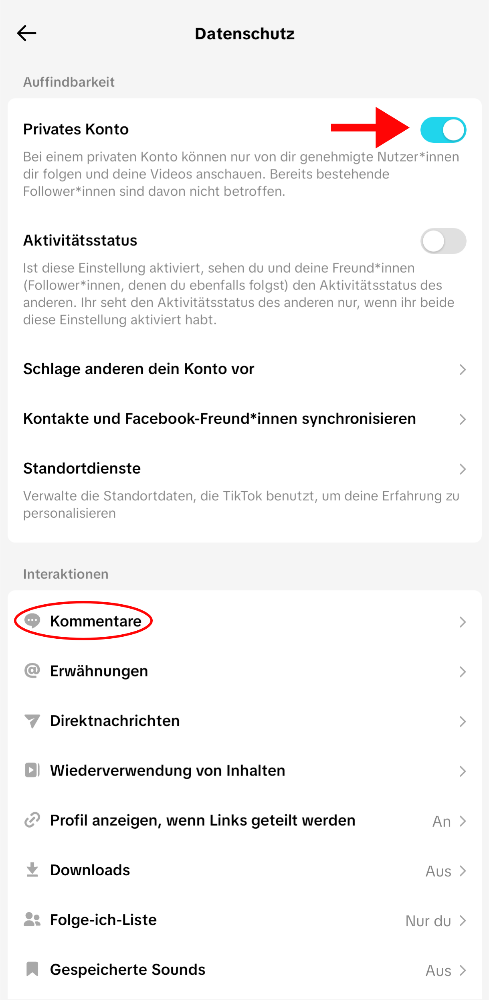 Datenschutz
Auffindbarkeit
Privates Konto
Bei einem privaten Konto können nur von dir genehmigte Nutzer*innen
dir folgen und deine Videos anschauen. Bereits bestehende
Follower*innen sind davon nicht betroffen.
Aktivitätsstatus
Ist diese Einstellung aktiviert, sehen du und deine Freund*innen
(Follower*innen, denen du ebenfalls folgst) den Aktivitätsstatus des
anderen. Ihr seht den Aktivitätsstatus des anderen nur, wenn ihr beide
diese Einstellung aktiviert habt.
Schlage anderen dein Konto vor
Kontakte und Facebook-Freund*innen synchronisieren
Standortdienste
Verwalte die Standortdaten, die TikTok benutzt, um deine Erfahrung zu
personalisieren
Interaktionen
Kommentare
@ Erwähnungen
Direktnachrichten
Wiederverwendung von Inhalten
Profil anzeigen, wenn Links geteilt werden An
Downloads Aus
Folge-ich-Liste Nur du
Gespeicherte Sounds Aus